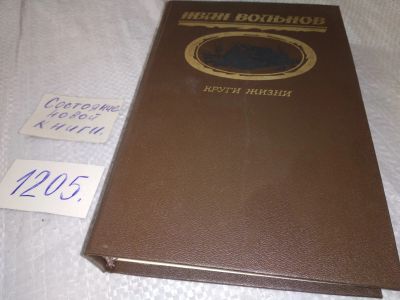 ИВАН ВОЛЬНОВ
КРУГИ ЖИЗНИ
Состояние
новой
книги.
1205.